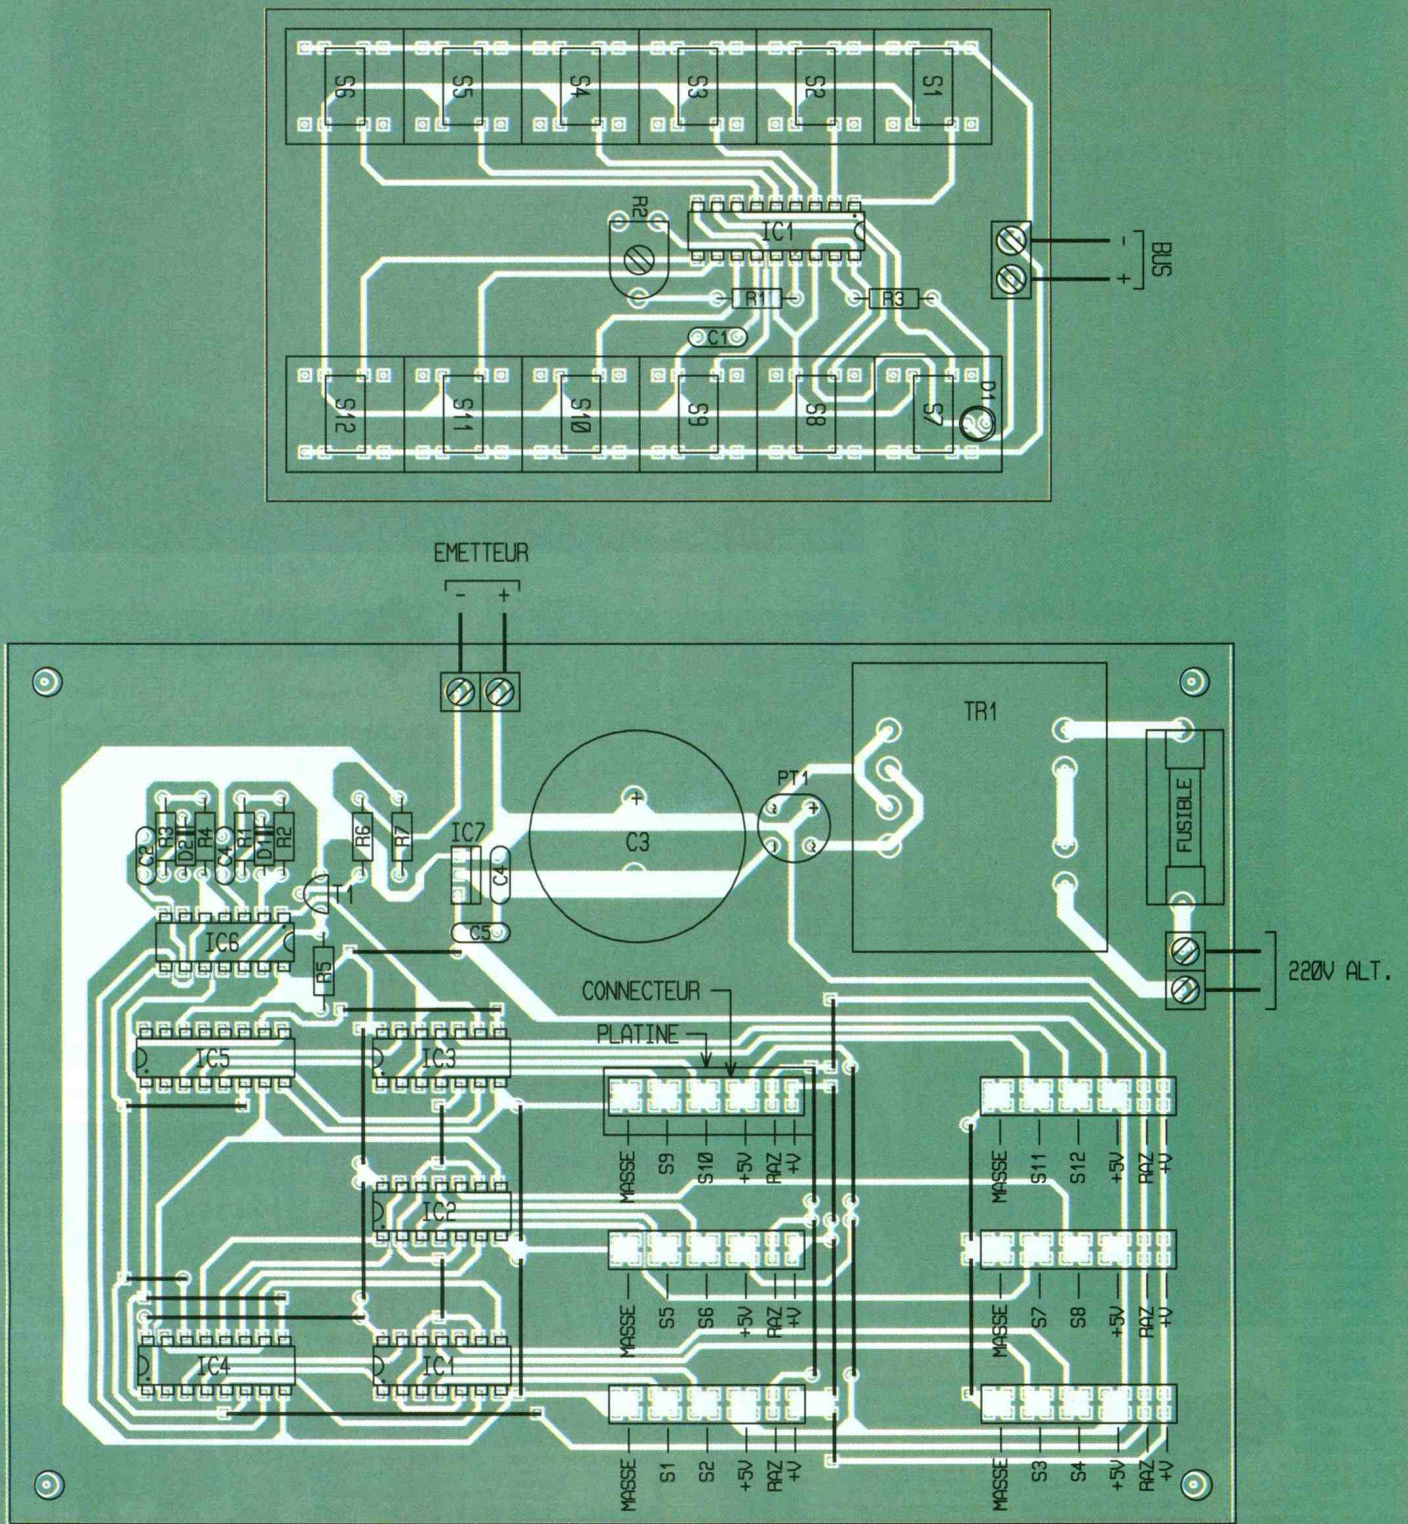 S6 S5 S4 S3 S2 S1
R2
IC1
-
+
BUS
R1 R3
C1
D1
S12 S11 S10 S9 S8 S7
EMETTEUR
- +
TR1
PT1
~ +
- ~
+
C3
FUSIBLE
IC7
C2 R3 D2 R4 C4 R1 D1 R2 R6 R7 C4
T1
C5
IC6
R5
220V ALT.
CONNECTEUR
PLATINE
IC5 IC3
MASSE S9 S10 +5V RAZ +V
MASSE S11 S12 +5V RAZ +V
IC2
MASSE S5 S6 +5V RAZ +V
MASSE S7 S8 +5V RAZ +V
IC4 IC1
MASSE S1 S2 +5V RAZ +V
MASSE S3 S4 +5V RAZ +V